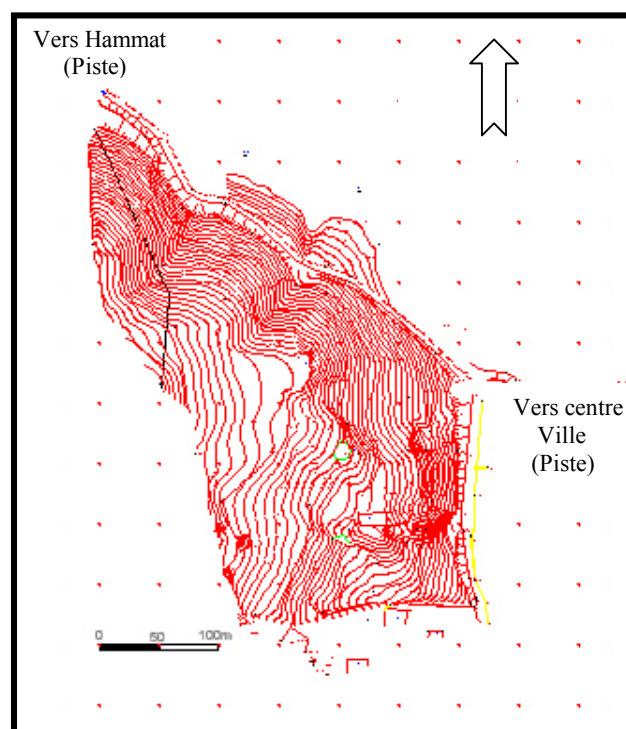 Vers Hammat
(Piste)
Vers centre
Ville
(Piste)
0 50 100m